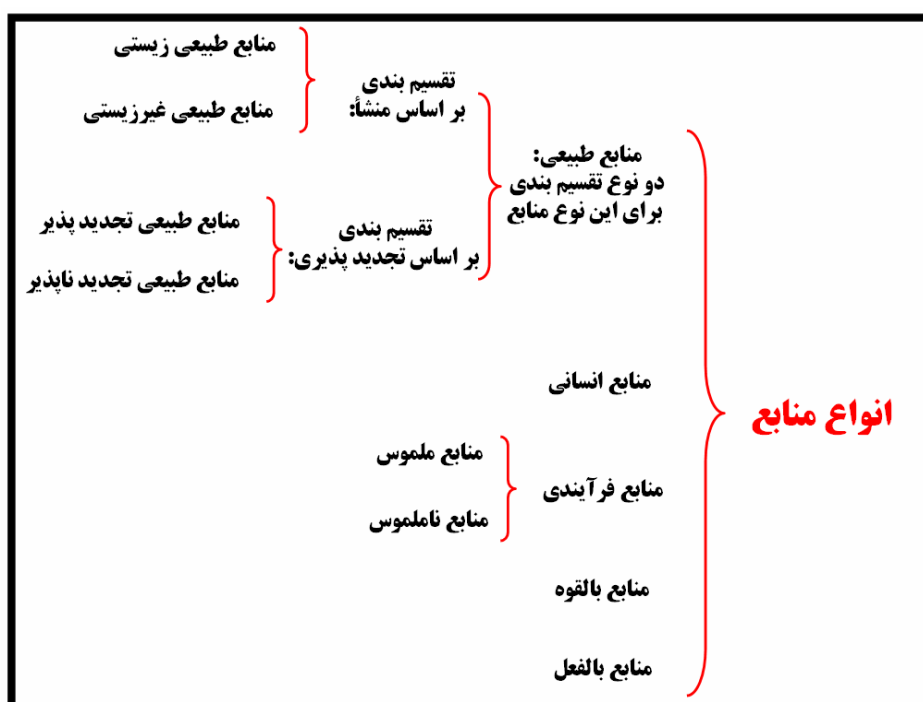 انواع منابع
منابع طبیعی:
دو نوع تقسیم بندی
برای این نوع منابع
تقسیم بندی
بر اساس منشأ:
منابع طبیعی زیستی
منابع طبیعی غیرزیستی
تقسیم بندی
بر اساس تجدید پذیری:
منابع طبیعی تجدید پذیر
منابع طبیعی تجدید ناپذیر
منابع انسانی
منابع فرآیندی
منابع ملموس
منابع ناملموس
منابع بالقوه
منابع بالفعل